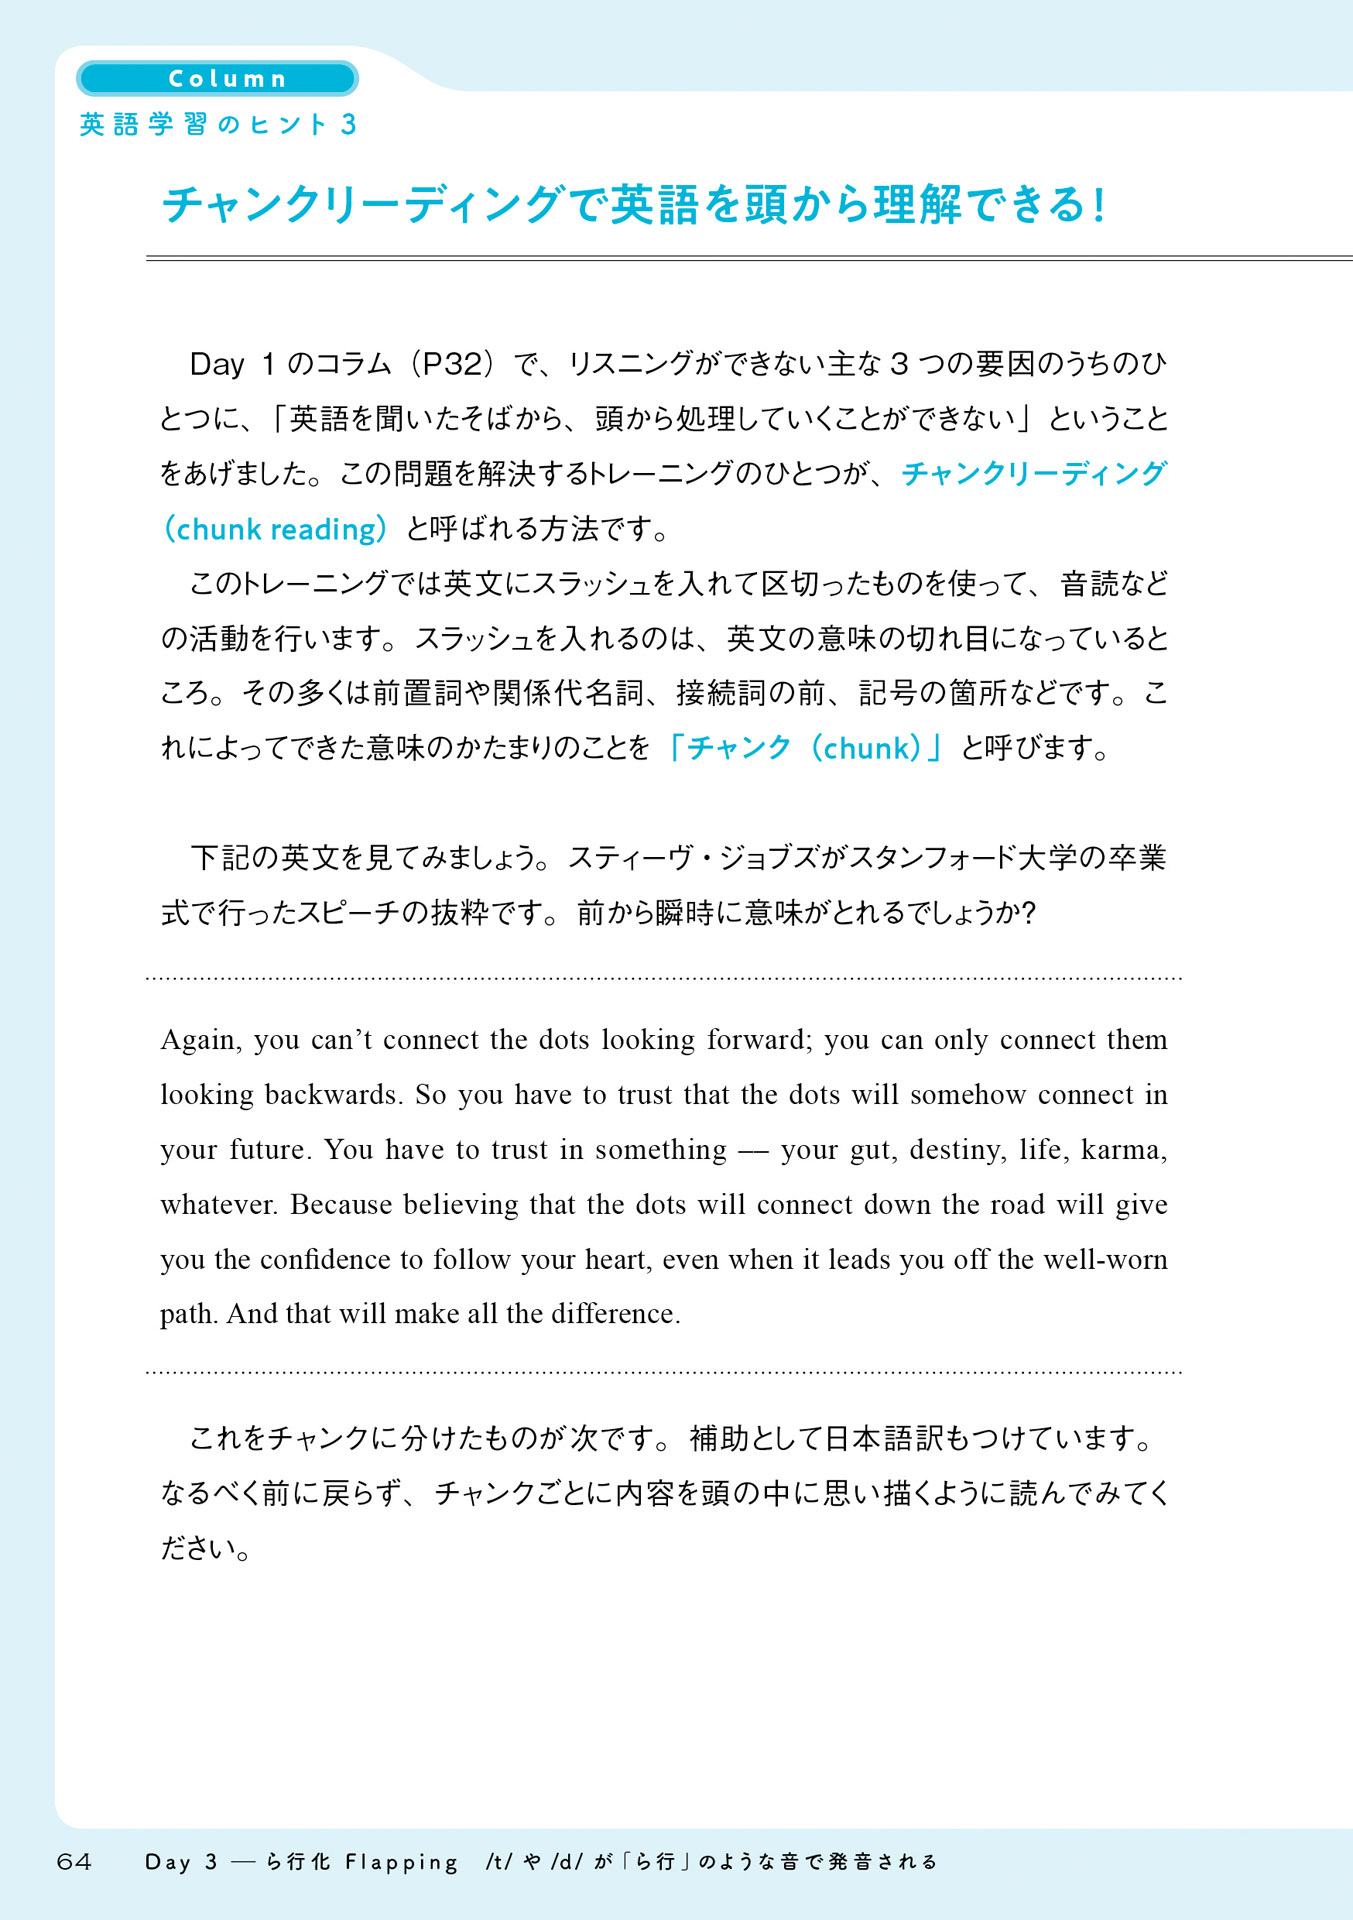 Column
英語学習のヒント 3
チャンクリーディングで英語を頭から理解できる!
Day 1 のコラム（P32）で、リスニングができない主な 3 つの要因のうちのひ
とつに、「英語を聞いたそばから、頭から処理していくことができない」ということ
をあげました。この問題を解決するトレーニングのひとつが、チャンクリーディング
（chunk reading）と呼ばれる方法です。
このトレーニングでは英文にスラッシュを入れて区切ったものを使って、音読など
の活動を行います。スラッシュを入れるのは、英文の意味の切れ目になっていると
ころ。その多くは前置詞や関係代名詞、接続詞の前、記号の箇所などです。こ
れによってできた意味のかたまりのことを「チャンク（chunk）」と呼びます。
下記の英文を見てみましょう。スティーヴ・ジョブズがスタンフォード大学の卒業
式で行ったスピーチの抜粋です。前から瞬時に意味がとれるでしょうか?
Again, you can’t connect the dots looking forward; you can only connect them
looking backwards. So you have to trust that the dots will somehow connect in
your future. You have to trust in something — your gut, destiny, life, karma,
whatever. Because believing that the dots will connect down the road will give
you the confidence to follow your heart, even when it leads you off the well-worn
path. And that will make all the difference.
これをチャンクに分けたものが次です。補助として日本語訳もつけています。
なるべく前に戻らず、チャンクごとに内容を頭の中に思い描くように読んでみてく
ださい。
64 Day 3 — ら行化 Flapping /t/ や /d/ が「ら行」のような音で発音される